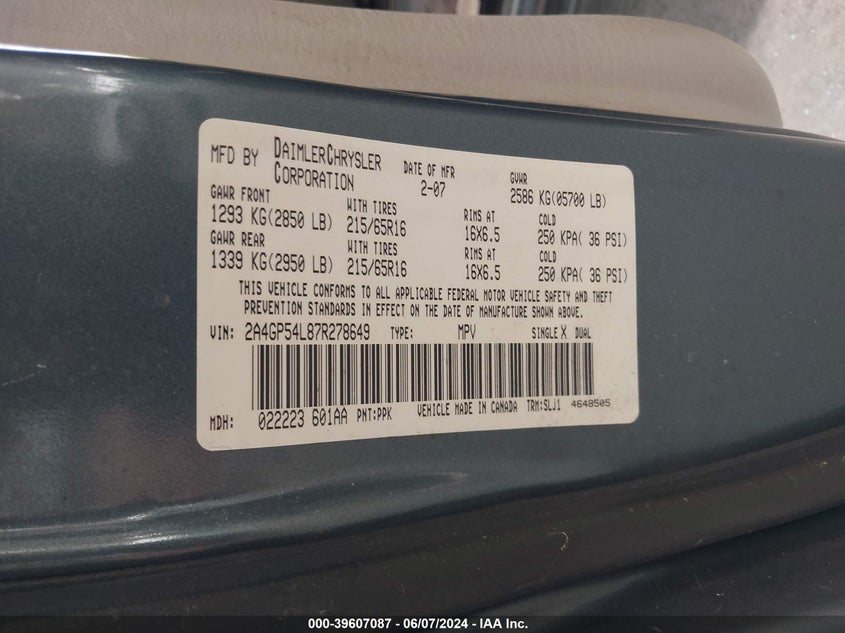 MFD BY DAIMLERCHRYSLER CORPORATION DATE OF MFR 2-07 GVWR 2586 KG(05700 LB)
GAWR FRONT WITH TIRES RIMS AT COLD
1293 KG(2850 LB) 215/65R16 16X6.5 250 KPA( 36 PSI)
GAWR REAR WITH TIRES RIMS AT COLD
1339 KG(2950 LB) 215/65R16 16X6.5 250 KPA( 36 PSI)
THIS VEHICLE CONFORMS TO ALL APPLICABLE FEDERAL MOTOR VEHICLE SAFETY AND THEFT
PREVENTION STANDARDS IN EFFECT ON THE DATE OF MANUFACTURE SHOWN ABOVE.
VIN: 2A4GP54L87R278649 TYPE: MPV SINGLE X DUAL
MDH: 022223 601AA PNT:PPK VEHICLE MADE IN CANADA TRM:SLJ1 4648505
000-39607087 - 06/07/2024 - IAA Inc.